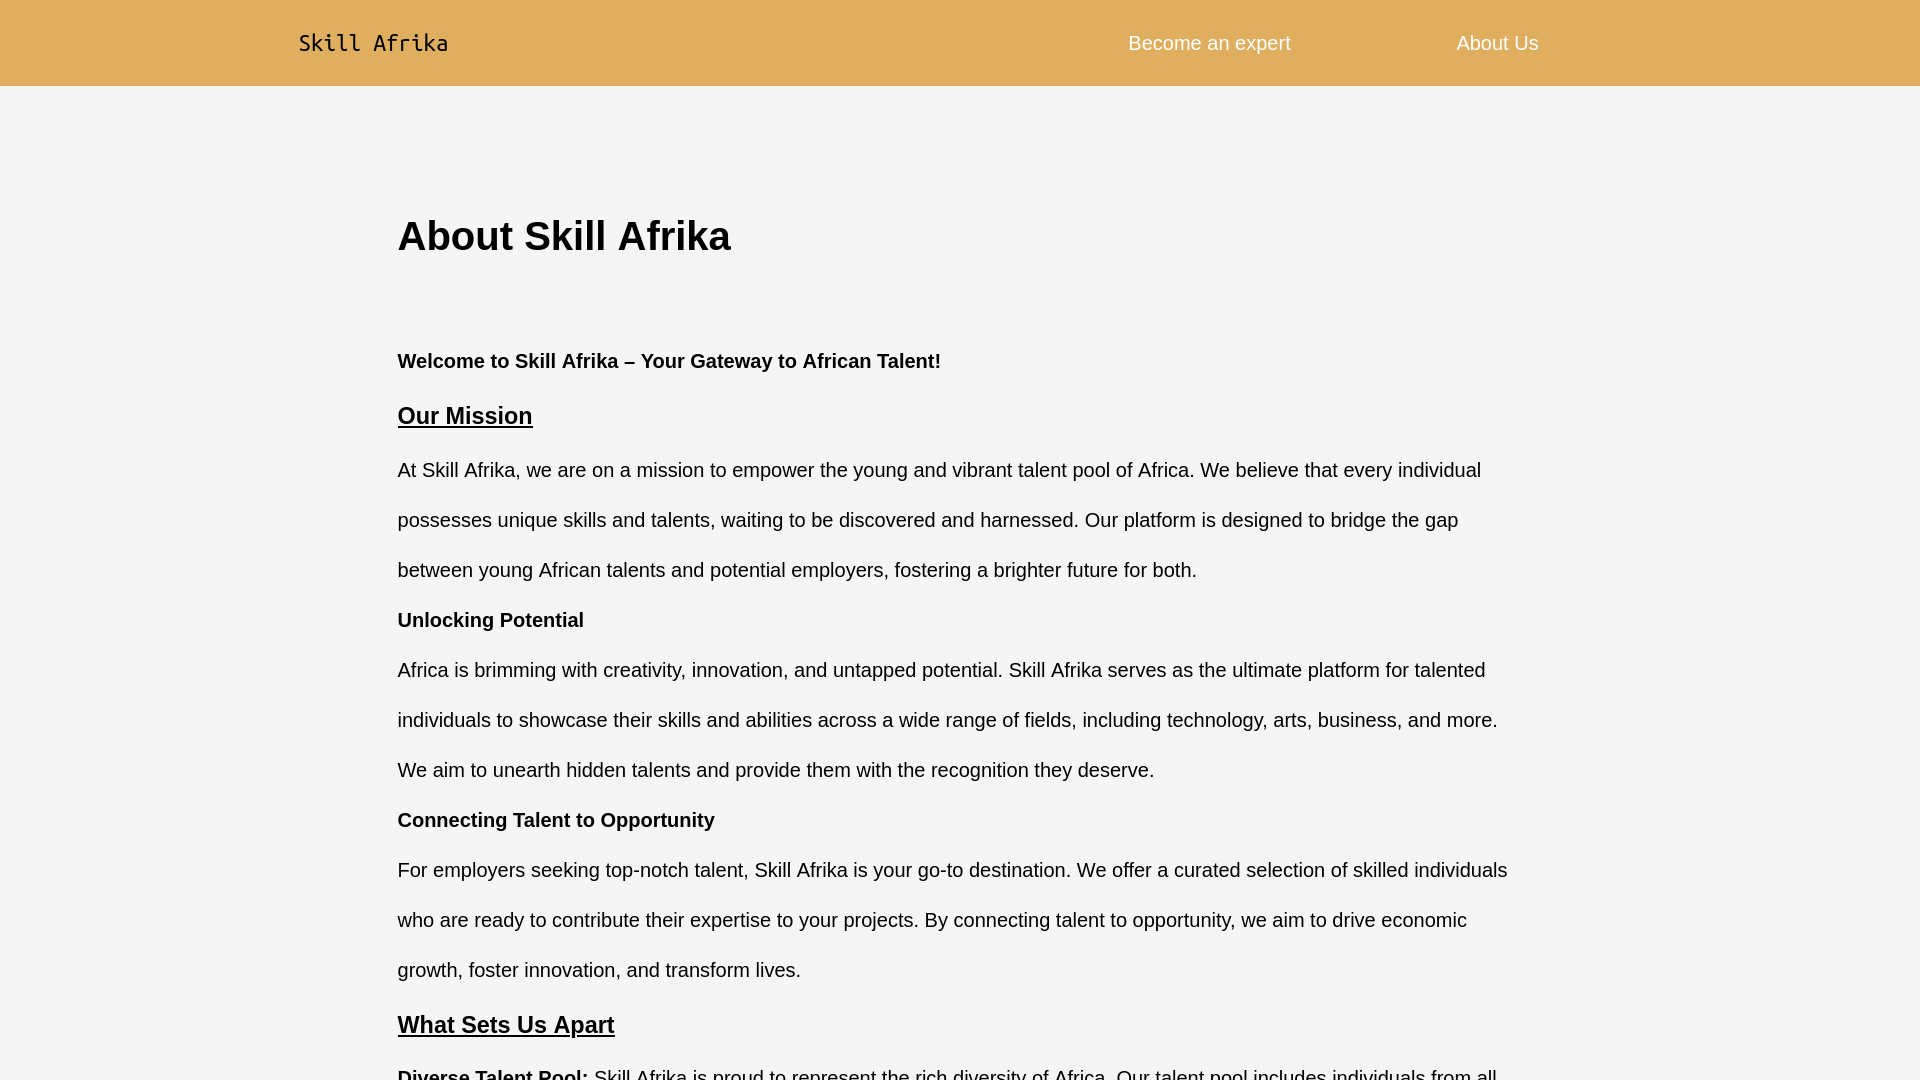 Skill Afrika
Become an expert
About Us
About Skill Afrika
Welcome to Skill Afrika – Your Gateway to African Talent!
Our Mission
At Skill Afrika, we are on a mission to empower the young and vibrant talent pool of Africa. We believe that every individual
possesses unique skills and talents, waiting to be discovered and harnessed. Our platform is designed to bridge the gap
between young African talents and potential employers, fostering a brighter future for both.
Unlocking Potential
Africa is brimming with creativity, innovation, and untapped potential. Skill Afrika serves as the ultimate platform for talented
individuals to showcase their skills and abilities across a wide range of fields, including technology, arts, business, and more.
We aim to unearth hidden talents and provide them with the recognition they deserve.
Connecting Talent to Opportunity
For employers seeking top-notch talent, Skill Afrika is your go-to destination. We offer a curated selection of skilled individuals
who are ready to contribute their expertise to your projects. By connecting talent to opportunity, we aim to drive economic
growth, foster innovation, and transform lives.
What Sets Us Apart
Diverse Talent Pool: Skill Afrika is proud to represent the rich diversity of Africa. Our talent pool includes individuals from all